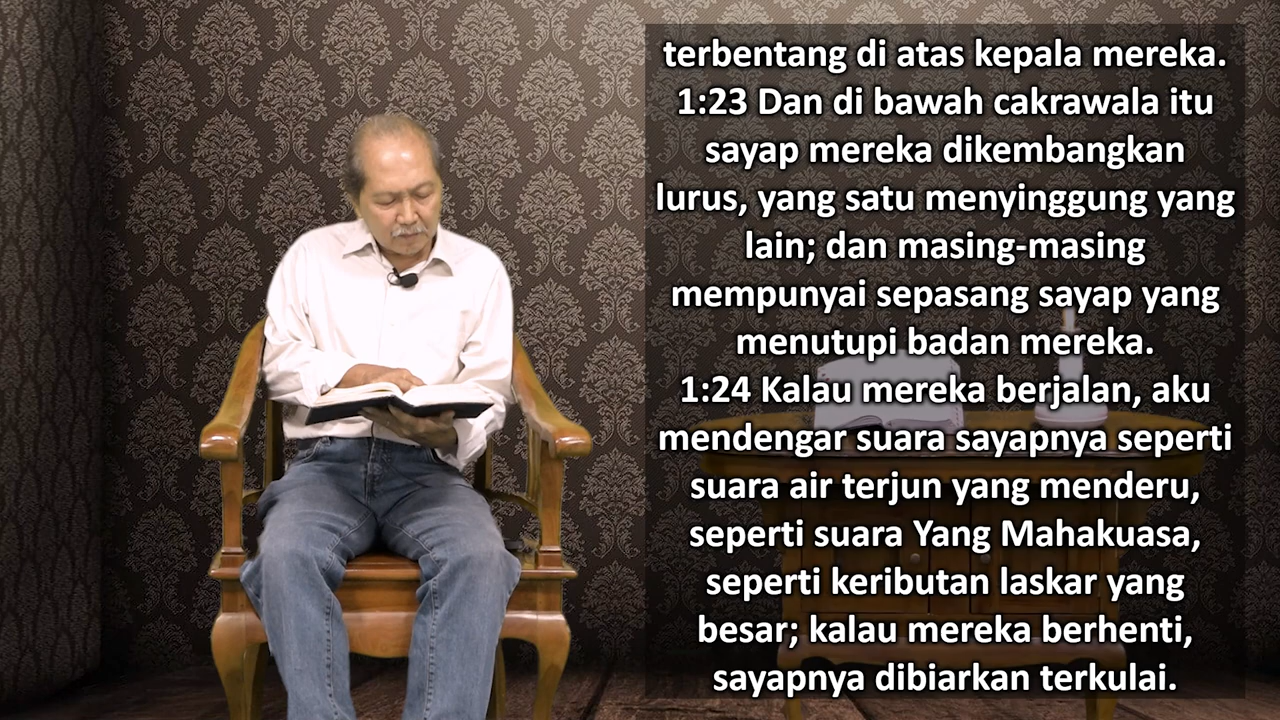 terbentang di atas kepala mereka.
1:23 Dan di bawah cakrawala itu
sayap mereka dikembangkan
lurus, yang satu menyinggung yang
lain; dan masing-masing
mempunyai sepasang sayap yang
menutupi badan mereka.
1:24 Kalau mereka berjalan, aku
mendengar suara sayapnya seperti
suara air terjun yang menderu,
seperti suara Yang Mahakuasa,
seperti keributan laskar yang
besar; kalau mereka berhenti,
sayapnya dibiarkan terkulai.